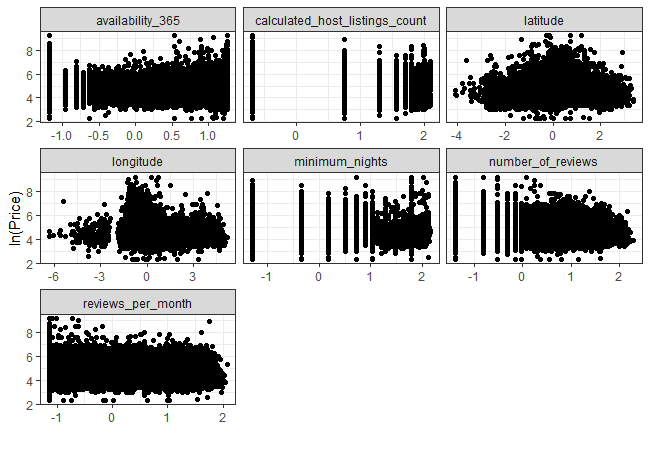 availability_365 calculated_host_listings_count latitude
8
6
4
2
-1.0 -0.5 0.0 0.5 1.0 0 1 2 -4 -2 0 2
longitude minimum_nights number_of_reviews
ln(Price)
8
6
4
2
-6 -3 0 3 -1 0 1 2 -1 0 1 2
reviews_per_month
8
6
4
2
-1 0 1 2